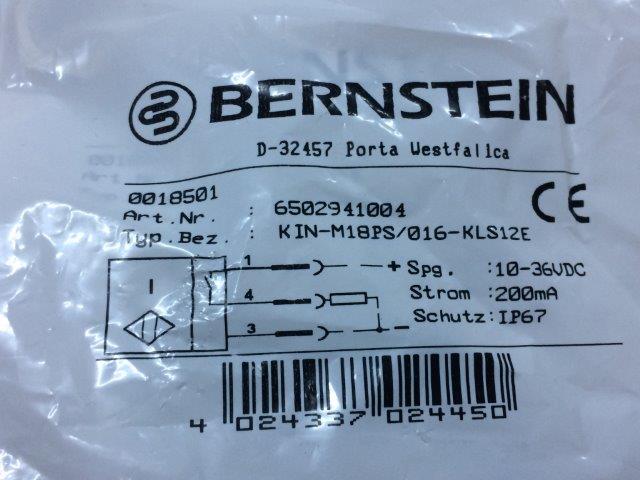 BERNSTEIN
D-32457 Porta Westfalica
0018501
Art.Nr. : 6502941004
Typ.Bez. : KIN-M18PS/016-KLS12E
CE
I
1
4
3
+
-
Spg. :10-36VDC
Strom :200mA
Schutz:IP67
4 024337 024450